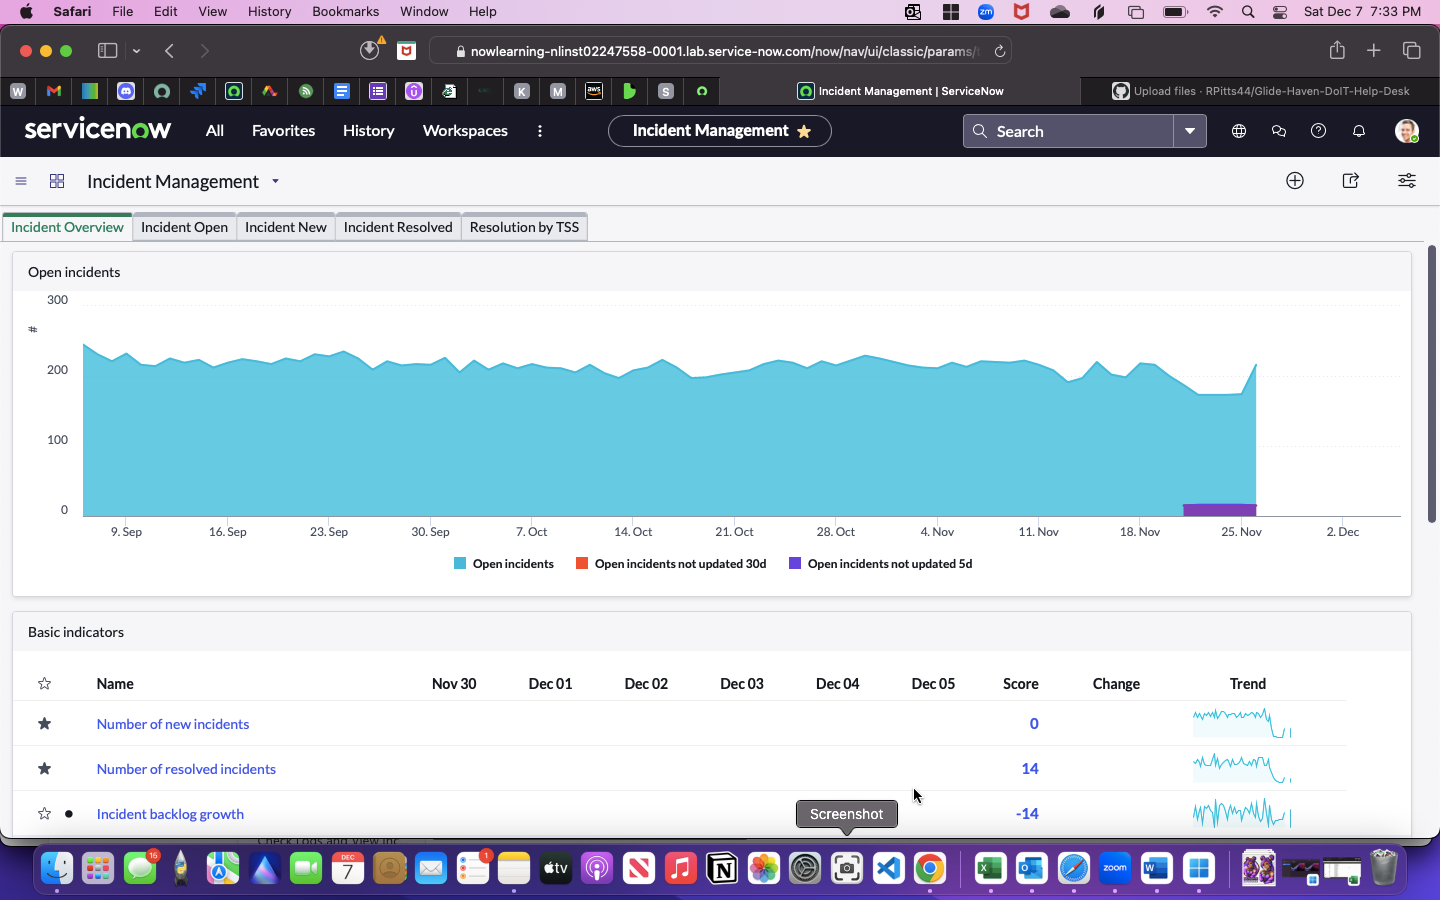 Safari File Edit View History Bookmarks Window Help zm Sat Dec 7 7:33 PM
nowlearning-nlinst02247558-0001.lab.service-now.com/now/nav/ui/classic/params/
W K M aws S Incident Management | ServiceNow Upload files · RPitts44/Glide-Haven-DoIT-Help-Desk
servicenow All Favorites History Workspaces Incident Management Search
Incident Management
Incident Overview Incident Open Incident New Incident Resolved Resolution by TSS
Open incidents
300
#
200
100
0
9. Sep 16. Sep 23. Sep 30. Sep 7. Oct 14. Oct 21. Oct 28. Oct 4. Nov 11. Nov 18. Nov 25. Nov 2. Dec
Open incidents Open incidents not updated 30d Open incidents not updated 5d
Basic indicators
Name Nov 30 Dec 01 Dec 02 Dec 03 Dec 04 Dec 05 Score Change Trend
Number of new incidents 0
Number of resolved incidents 14
Incident backlog growth -14
Screenshot
Check Logs and View Inc
16 DEC 7 1 tv zoom